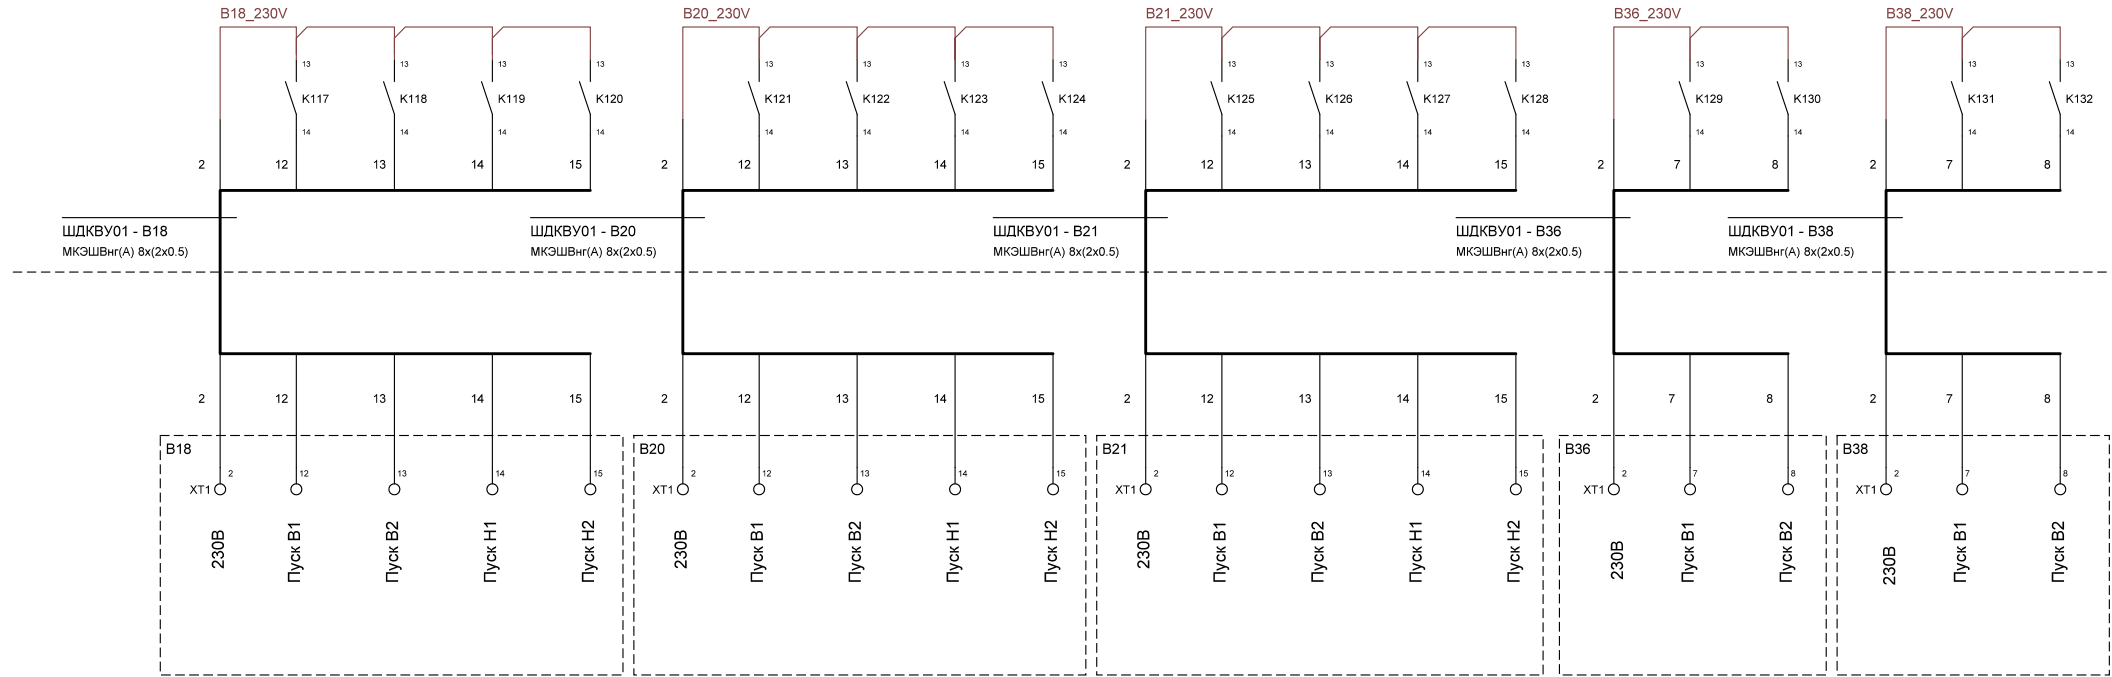 B18_230V B20_230V B21_230V B36_230V B38_230V
13 13 13 13 13 13 13 13 13 13 13 13 13 13 13 13
K117 K118 K119 K120 K121 K122 K123 K124 K125 K126 K127 K128 K129 K130 K131 K132
14 14 14 14 14 14 14 14 14 14 14 14 14 14 14 14
2 12 13 14 15 2 12 13 14 15 2 12 13 14 15 2 7 8 2 7 8
ШДКВУ01 - В18 ШДКВУ01 - В20 ШДКВУ01 - В21 ШДКВУ01 - В36 ШДКВУ01 - В38
МКЭШВнг(А) 8х(2х0.5) МКЭШВнг(А) 8х(2х0.5) МКЭШВнг(А) 8х(2х0.5) МКЭШВнг(А) 8х(2х0.5) МКЭШВнг(А) 8х(2х0.5)
2 12 13 14 15 2 12 13 14 15 2 12 13 14 15 2 7 8 2 7 8
В18 В20 В21 В36 В38
2 12 13 14 15 2 12 13 14 15 2 12 13 14 15 2 7 8 2 7 8
XT1 XT1 XT1 XT1 XT1
230В Пуск В1 Пуск В2 Пуск Н1 Пуск Н2 230В Пуск В1 Пуск В2 Пуск Н1 Пуск Н2 230В Пуск В1 Пуск В2 Пуск Н1 Пуск Н2 230В Пуск В1 Пуск В2 230В Пуск В1 Пуск В2